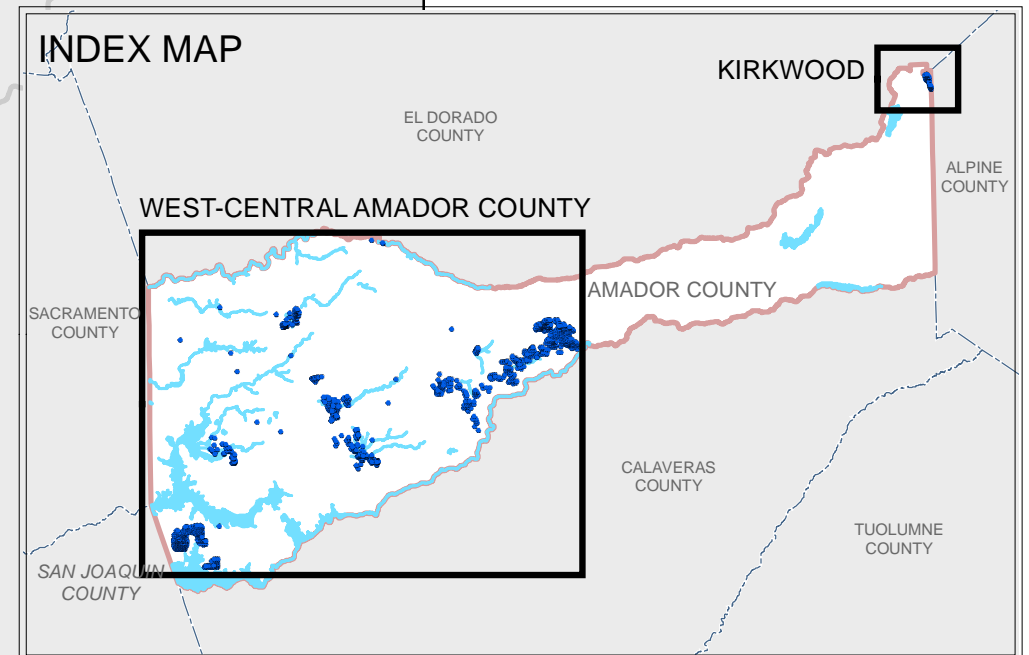 INDEX MAP
KIRKWOOD
EL DORADO
COUNTY
ALPINE
COUNTY
WEST-CENTRAL AMADOR COUNTY
AMADOR COUNTY
SACRAMENTO
COUNTY
CALAVERAS
COUNTY
TUOLUMNE
COUNTY
SAN JOAQUIN
COUNTY